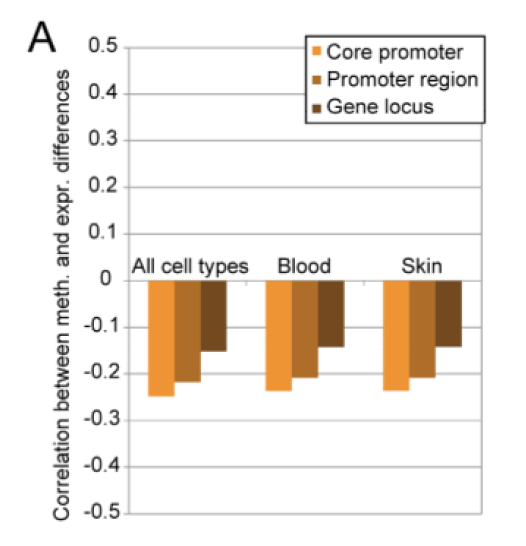 A
Correlation between meth. and expr. differences
0.5
0.4
0.3
0.2
0.1
0
-0.1
-0.2
-0.3
-0.4
-0.5
Core promoter
Promoter region
Gene locus
All cell types
Blood
Skin